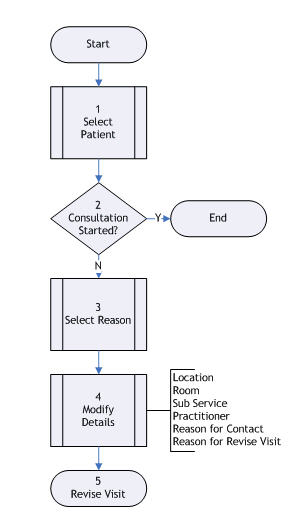 Start
1
Select
Patient
2
Consultation
Started?
Y
End
N
3
Select Reason
4
Modify
Details
Location
Room
Sub Service
Practitioner
Reason for Contact
Reason for Revise Visit
5
Revise Visit